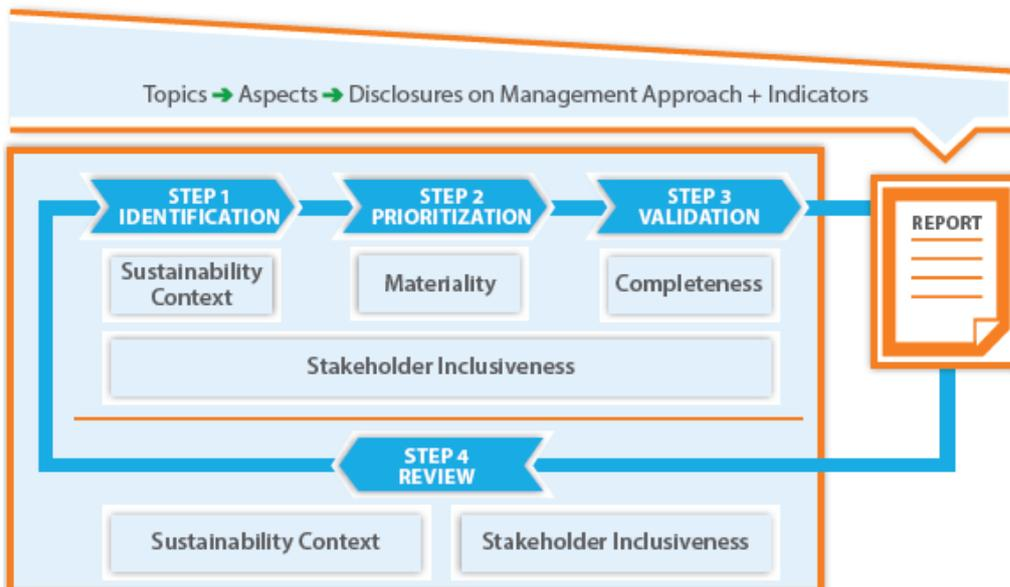 Topics ➔ Aspects ➔ Disclosures on Management Approach + Indicators
STEP 1
IDENTIFICATION
STEP 2
PRIORITIZATION
STEP 3
VALIDATION
REPORT
Sustainability
Context
Materiality
Completeness
Stakeholder Inclusiveness
STEP 4
REVIEW
Sustainability Context
Stakeholder Inclusiveness